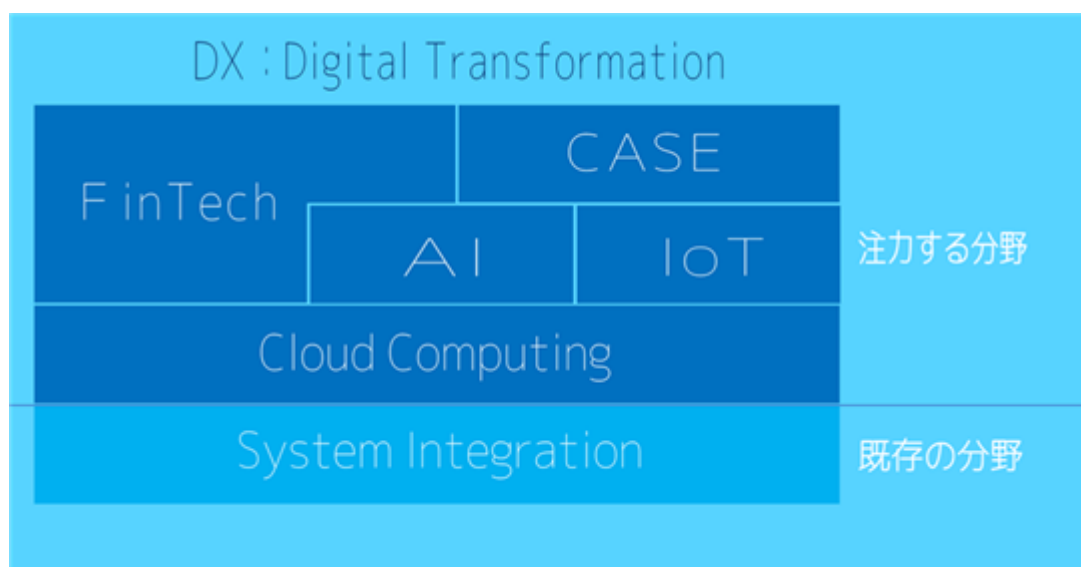 DX：Digital Transformation
CASE
FinTech
AI
IoT
注力する分野
Cloud Computing
System Integration
既存の分野